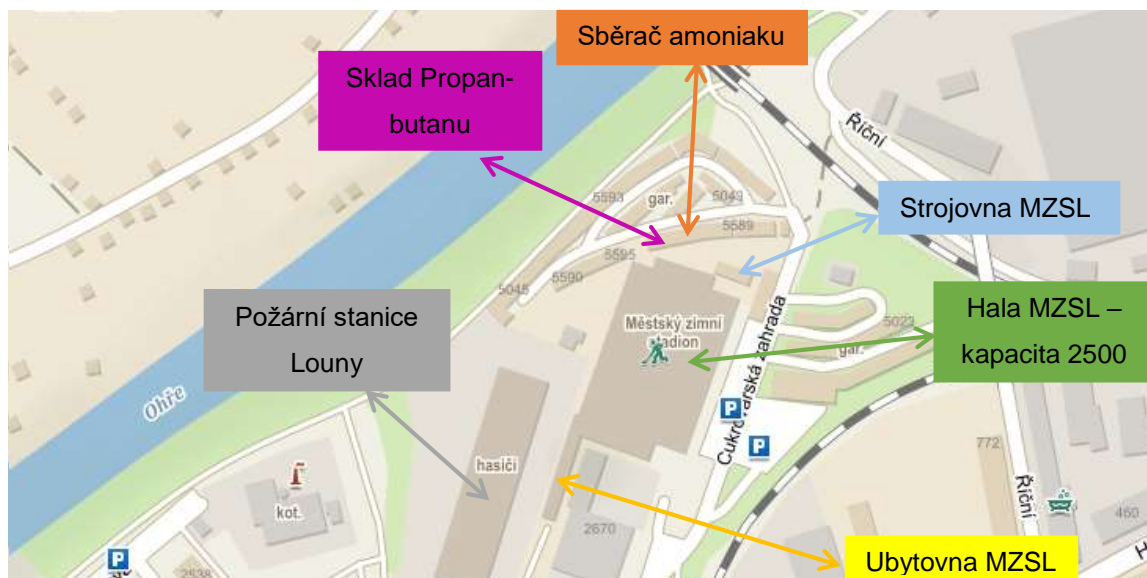 Sběrač amoniaku
Sklad Propan-
butanu
Říční
5593
gar.
5049
5589
Strojovna MZSL
5595
5590
5045
Požární stanice
Louny
Městský zimní
stadion
Cukrovarská zahrada
Hala MZSL –
kapacita 2500
5023
gar.
Ohře
P
P
hasiči
772
kot.
Říční
2670
460
P
2538
H
Ubytovna MZSL